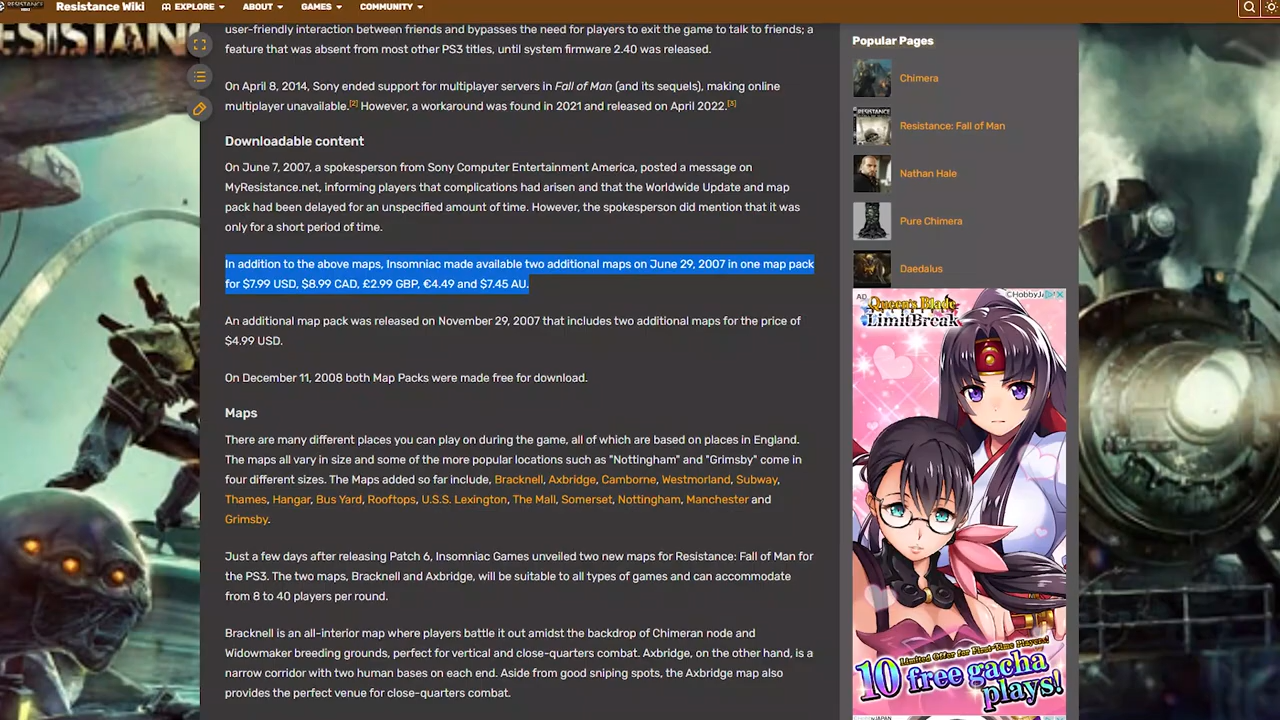 RESISTANCE
Resistance Wiki
EXPLORE
ABOUT
GAMES
COMMUNITY
user-friendly interaction between friends and bypasses the need for players to exit the game to talk to friends; a
feature that was absent from most other PS3 titles, until system firmware 2.40 was released.
On April 8, 2014, Sony ended support for multiplayer servers in Fall of Man (and its sequels), making online
multiplayer unavailable.[2] However, a workaround was found in 2021 and released on April 2022.[3]
Downloadable content
On June 7, 2007, a spokesperson from Sony Computer Entertainment America, posted a message on
MyResistance.net, informing players that complications had arisen and that the Worldwide Update and map
pack had been delayed for an unspecified amount of time. However, the spokesperson did mention that it was
only for a short period of time.
In addition to the above maps, Insomniac made available two additional maps on June 29, 2007 in one map pack
for $7.99 USD, $8.99 CAD, £2.99 GBP, €4.49 and $7.45 AU.
An additional map pack was released on November 29, 2007 that includes two additional maps for the price of
$4.99 USD.
On December 11, 2008 both Map Packs were made free for download.
Maps
There are many different places you can play on during the game, all of which are based on places in England.
The maps all vary in size and some of the more popular locations such as "Nottingham" and "Grimsby" come in
four different sizes. The Maps added so far include, Bracknell, Axbridge, Camborne, Westmorland, Subway,
Thames, Hangar, Bus Yard, Rooftops, U.S.S. Lexington, The Mall, Somerset, Nottingham, Manchester and
Grimsby.
Just a few days after releasing Patch 6, Insomniac Games unveiled two new maps for Resistance: Fall of Man for
the PS3. The two maps, Bracknell and Axbridge, will be suitable to all types of games and can accommodate
from 8 to 40 players per round.
Bracknell is an all-interior map where players battle it out amidst the backdrop of Chimeran node and
Widowmaker breeding grounds, perfect for vertical and close-quarters combat. Axbridge, on the other hand, is a
narrow corridor with two human bases on each end. Aside from good sniping spots, the Axbridge map also
provides the perfect venue for close-quarters combat.
Popular Pages
Chimera
Resistance: Fall of Man
Nathan Hale
Pure Chimera
Daedalus
AD
Queen's Blade
LimitBreak
Limited Offer for First-Time Player!
10 free gacha
plays!